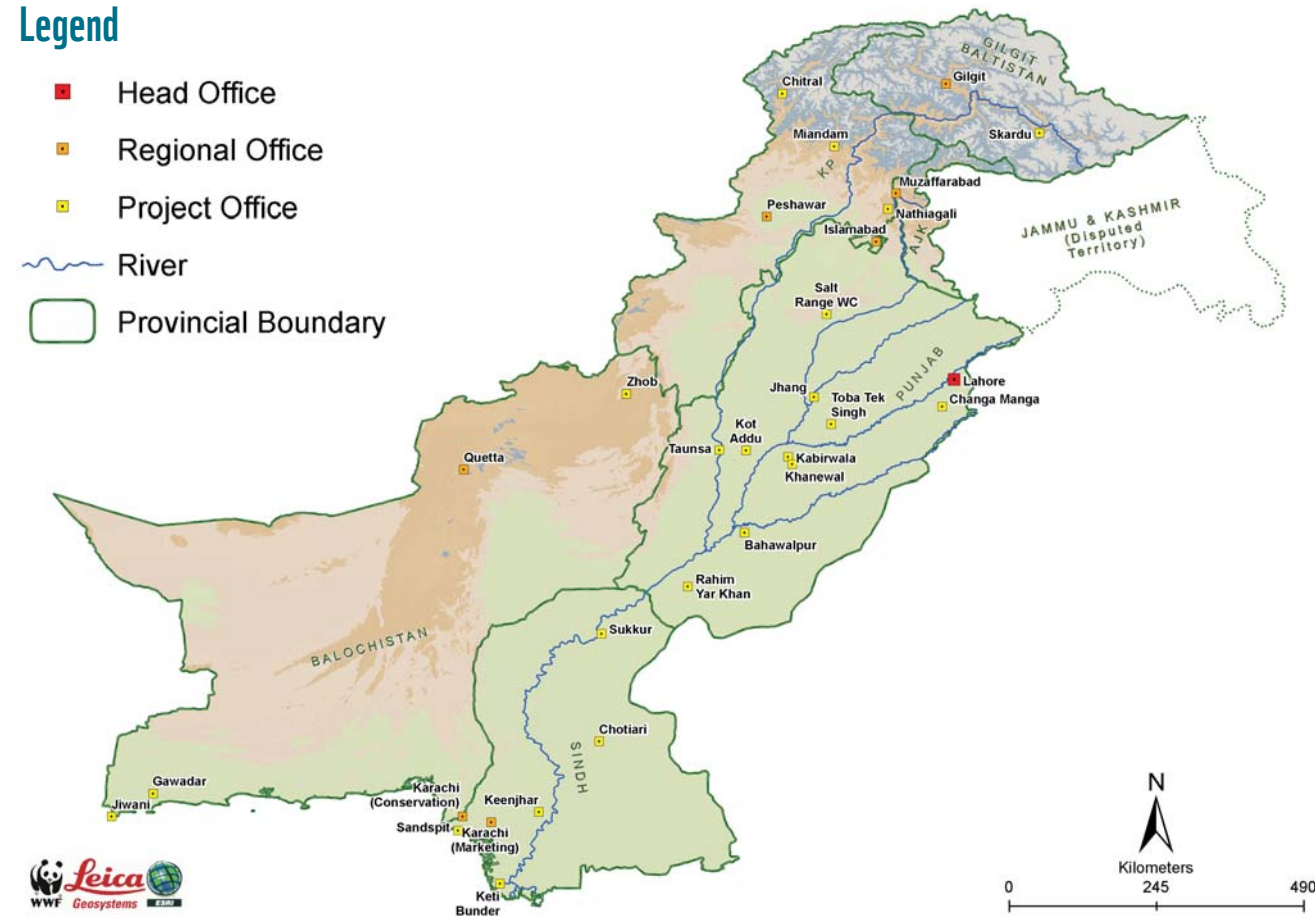 Legend
Head Office
Regional Office
Project Office
River
Provincial Boundary
GILGIT
BALTISTAN
Chitral
Gilgit
Miandam
Skardu
KP
Muzaffarabad
Peshawar
Nathiagali
Islamabad
AJK
JAMMU & KASHMIR
(Disputed
Territory)
Salt
Range WC
PUNJAB
Zhob
Jhang
Lahore
Toba Tek
Singh
Changa Manga
Kot
Addu
Taunsa
Quetta
Kabirwala
Khanewal
Bahawalpur
Rahim
Yar Khan
Sukkur
BALOCHISTAN
Chotiari
SINDH
Gawadar
Jiwani
Karachi
(Conservation)
Keenjhar
Sandspit
Karachi
(Marketing)
Keti
Bunder
WWF
Leica
Geosystems
ESRI
N
Kilometers
0 245 490